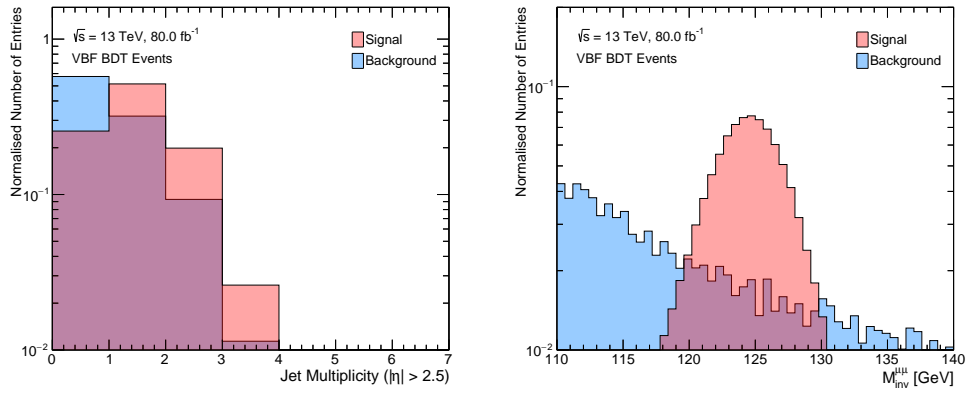 Normalised Number of Entries
1
10⁻¹
10⁻²
√s = 13 TeV, 80.0 fb⁻¹
VBF BDT Events
Signal
Background
0 1 2 3 4 5 6 7
Jet Multiplicity (|η| > 2.5)
Normalised Number of Entries
10⁻¹
10⁻²
√s = 13 TeV, 80.0 fb⁻¹
VBF BDT Events
Signal
Background
110 115 120 125 130 135 140
M_inv^μμ [GeV]